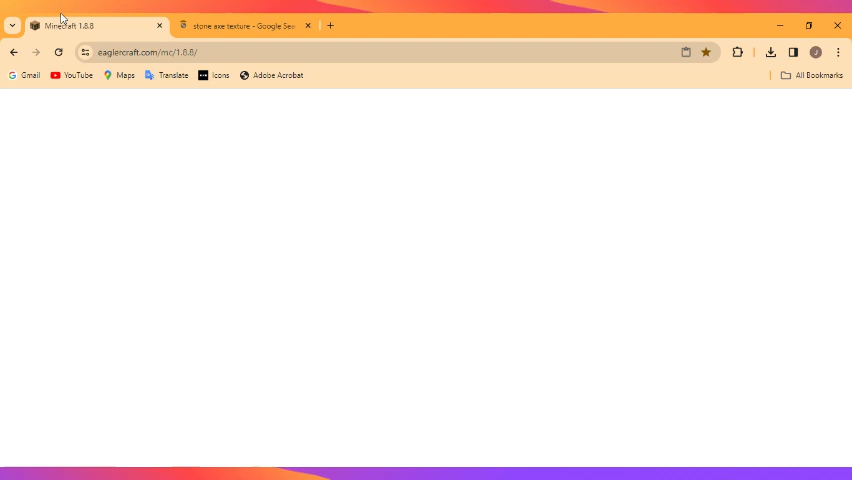 Minecraft 1.8.8
stone axe texture - Google Sea
eaglercraft.com/mc/1.8.8/
J
Gmail YouTube Maps Translate Icons Adobe Acrobat All Bookmarks